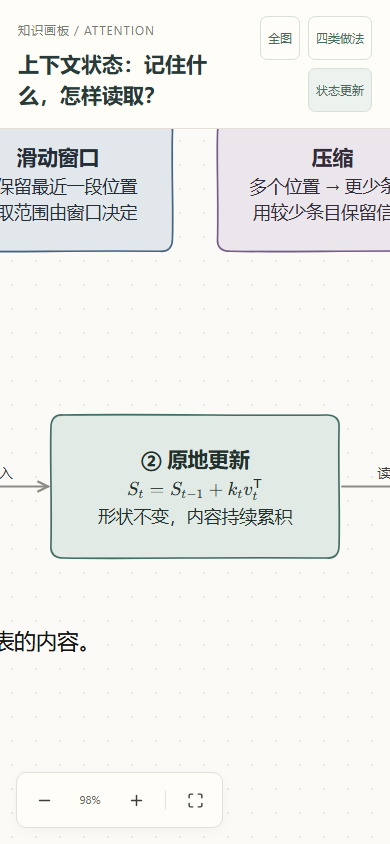 知识画板 / ATTENTION
上下文状态：记住什
么，怎样读取？
全图
四类做法
状态更新
滑动窗口
保留最近一段位置
取范围由窗口决定
压缩
多个位置 → 更少条
用较少条目保留信
入
② 原地更新
S_t = S_{t−1} + k_t v_t^⊤
形状不变，内容持续累积
读
表的内容。
98%